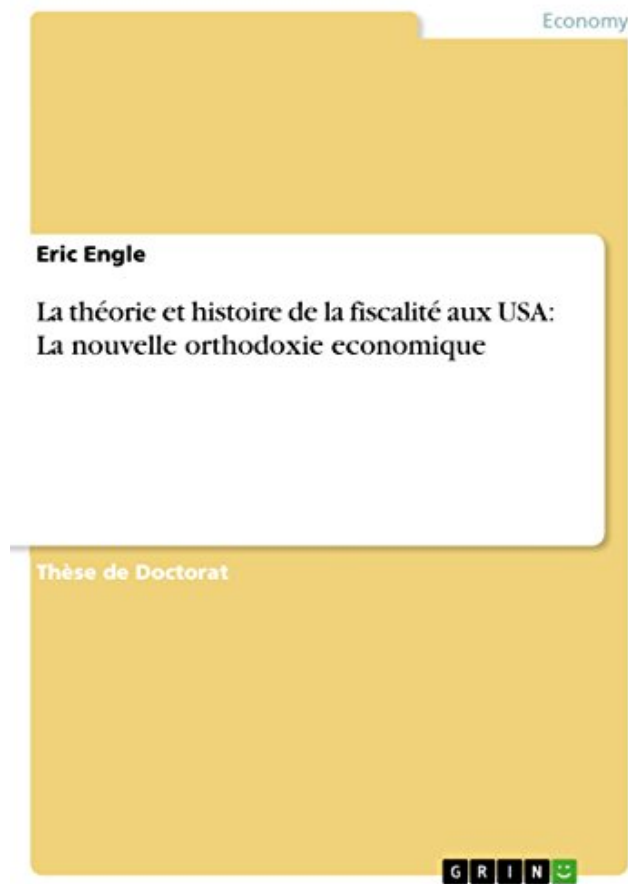 Economy
Eric Engle
La théorie et histoire de la fiscalité aux USA:
La nouvelle orthodoxie economique
Thèse de Doctorat
GRIN